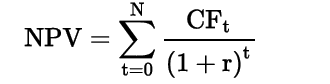 NPV = \sum_{t=0}^{N} \frac{CF_t}{(1+r)^t}